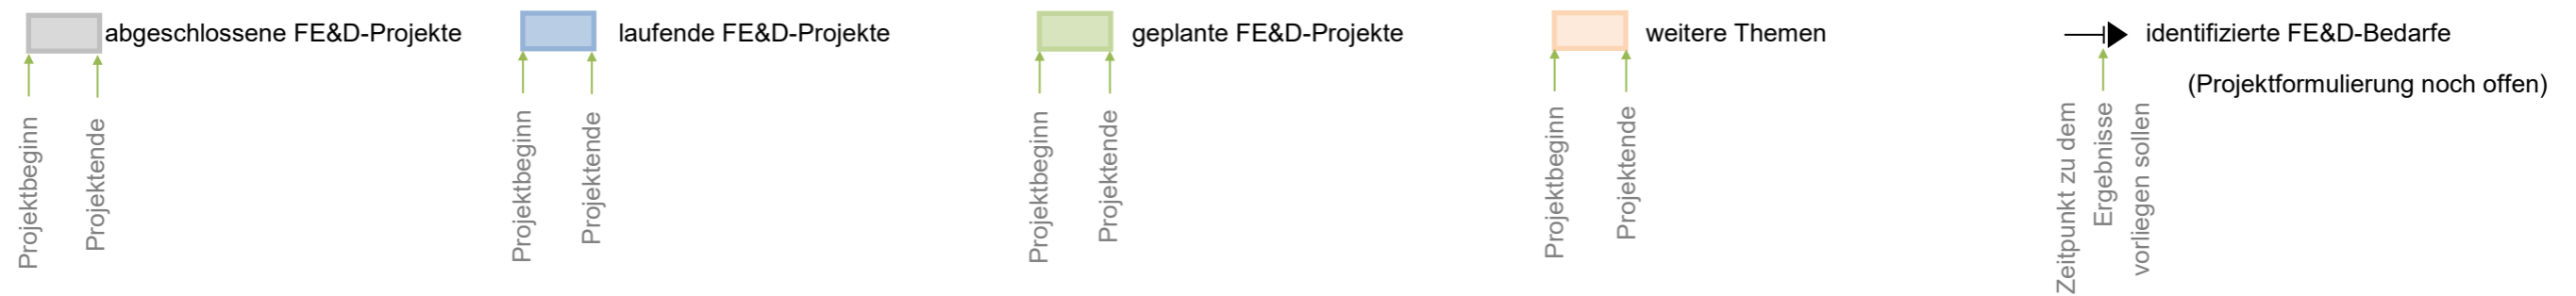 abgeschlossene FE&D-Projekte
Projektbeginn
Projektende
laufende FE&D-Projekte
Projektbeginn
Projektende
geplante FE&D-Projekte
Projektbeginn
Projektende
weitere Themen
Projektbeginn
Projektende
identifizierte FE&D-Bedarfe
(Projektformulierung noch offen)
Zeitpunkt zu dem
Ergebnisse
vorliegen sollen